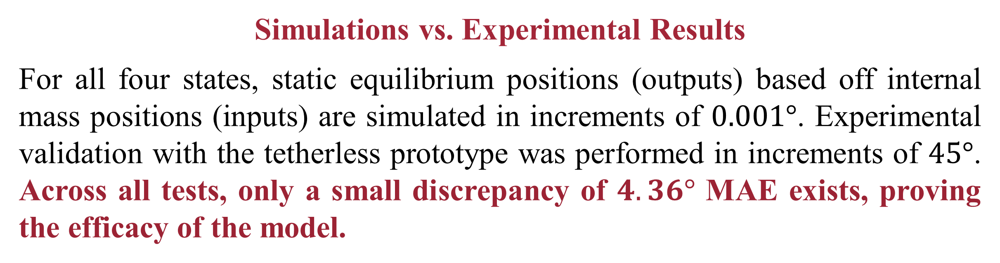 Simulations vs. Experimental Results
For all four states, static equilibrium positions (outputs) based off internal
mass positions (inputs) are simulated in increments of 0.001°. Experimental
validation with the tetherless prototype was performed in increments of 45°.
Across all tests, only a small discrepancy of 4.36° MAE exists, proving
the efficacy of the model.